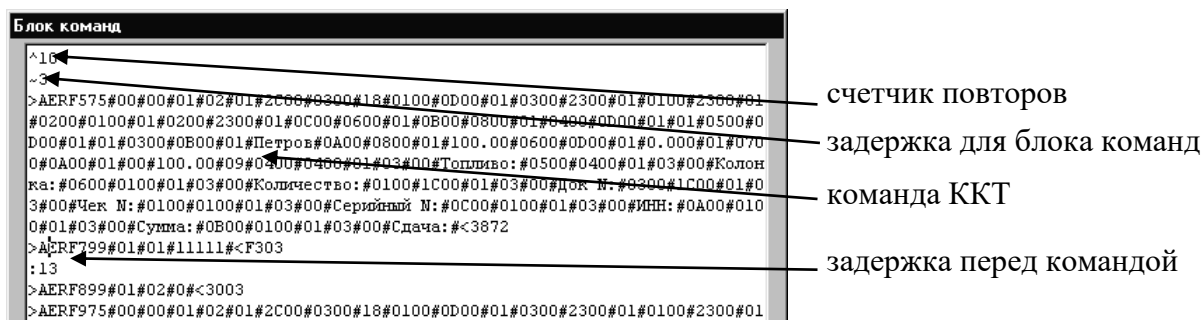 Блок команд
^10
~3
>AERF575#00#00#01#02#01#2C00#0300#18#0100#0D00#01#0300#2300#01#0100#2300#01
#0200#0100#01#0200#2300#01#0C00#0600#01#0B00#0800#01#0400#0D00#01#01#0500#0
D00#01#01#0300#0B00#01#Петров#0A00#0800#01#100.00#0600#0D00#01#0.000#01#070
0#0A00#01#00#100.00#09#0400#0400#01#03#00#Топливо:#0500#0400#01#03#00#Колон
ка:#0600#0100#01#03#00#Количество:#0100#1C00#01#03#00#Док N:#0300#1C00#01#0
3#00#Чек N:#0100#0100#01#03#00#Серийный N:#0C00#0100#01#03#00#ИНН:#0A00#010
0#01#03#00#Сумма:#0B00#0100#01#03#00#Сдача:#<3872
>AERF799#01#01#11111#<F303
:13
>AERF899#01#02#0#<3003
>AERF975#00#00#01#02#01#2C00#0300#18#0100#0D00#01#0300#2300#01#0100#2300#01
счетчик повторов
задержка для блока команд
команда ККТ
задержка перед командой